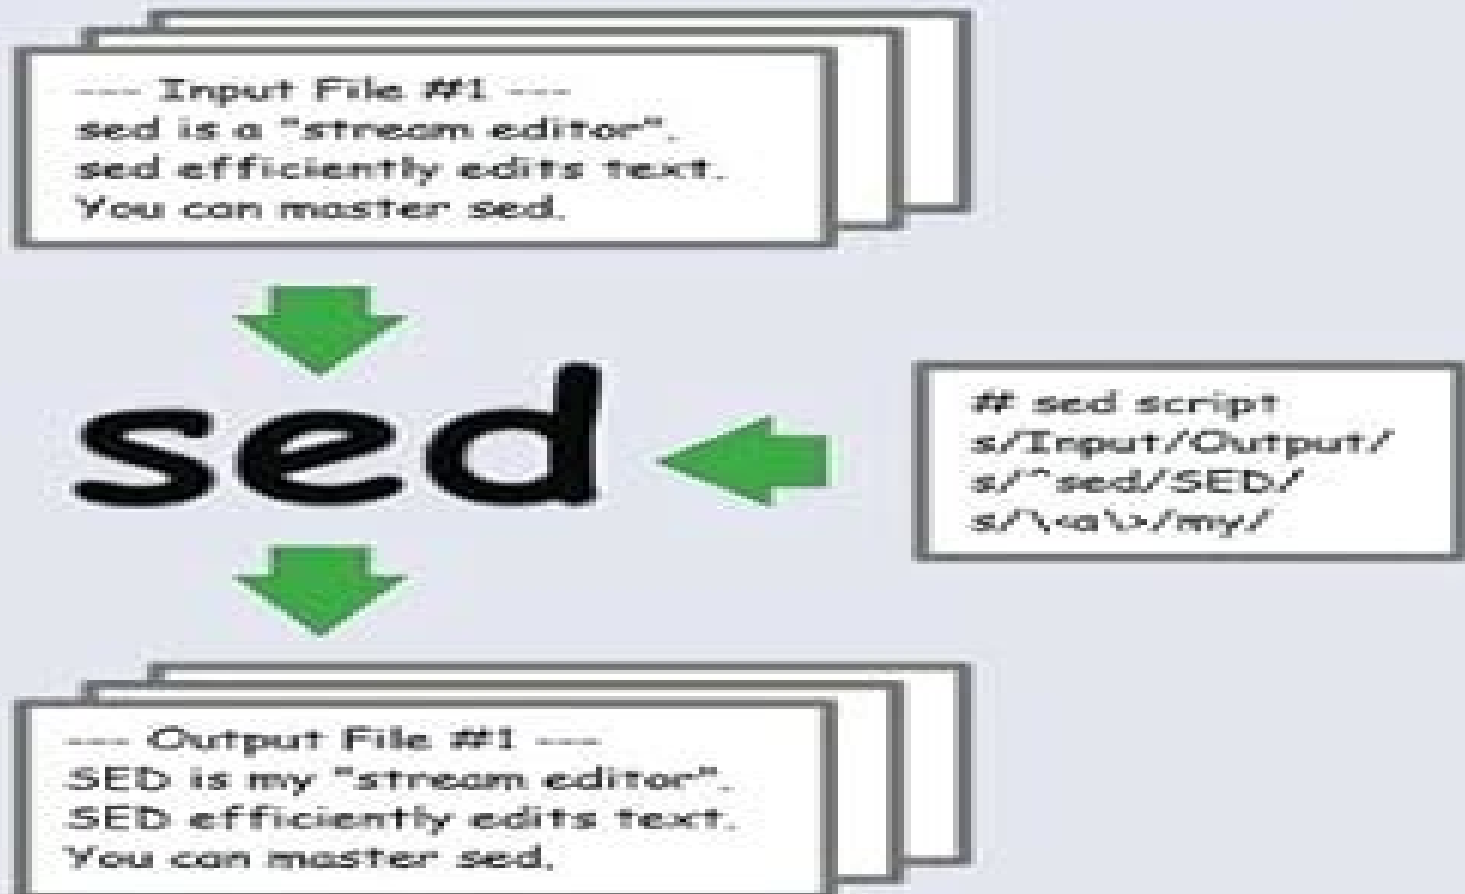 --- Input File #1 ---
sed is a "stream editor".
sed efficiently edits text.
You can master sed.
sed
# sed script
s/Input/Output/
s/^sed/SED/
s/\<a\>/my/
--- Output File #1 ---
SED is my "stream editor".
SED efficiently edits text.
You can master sed.